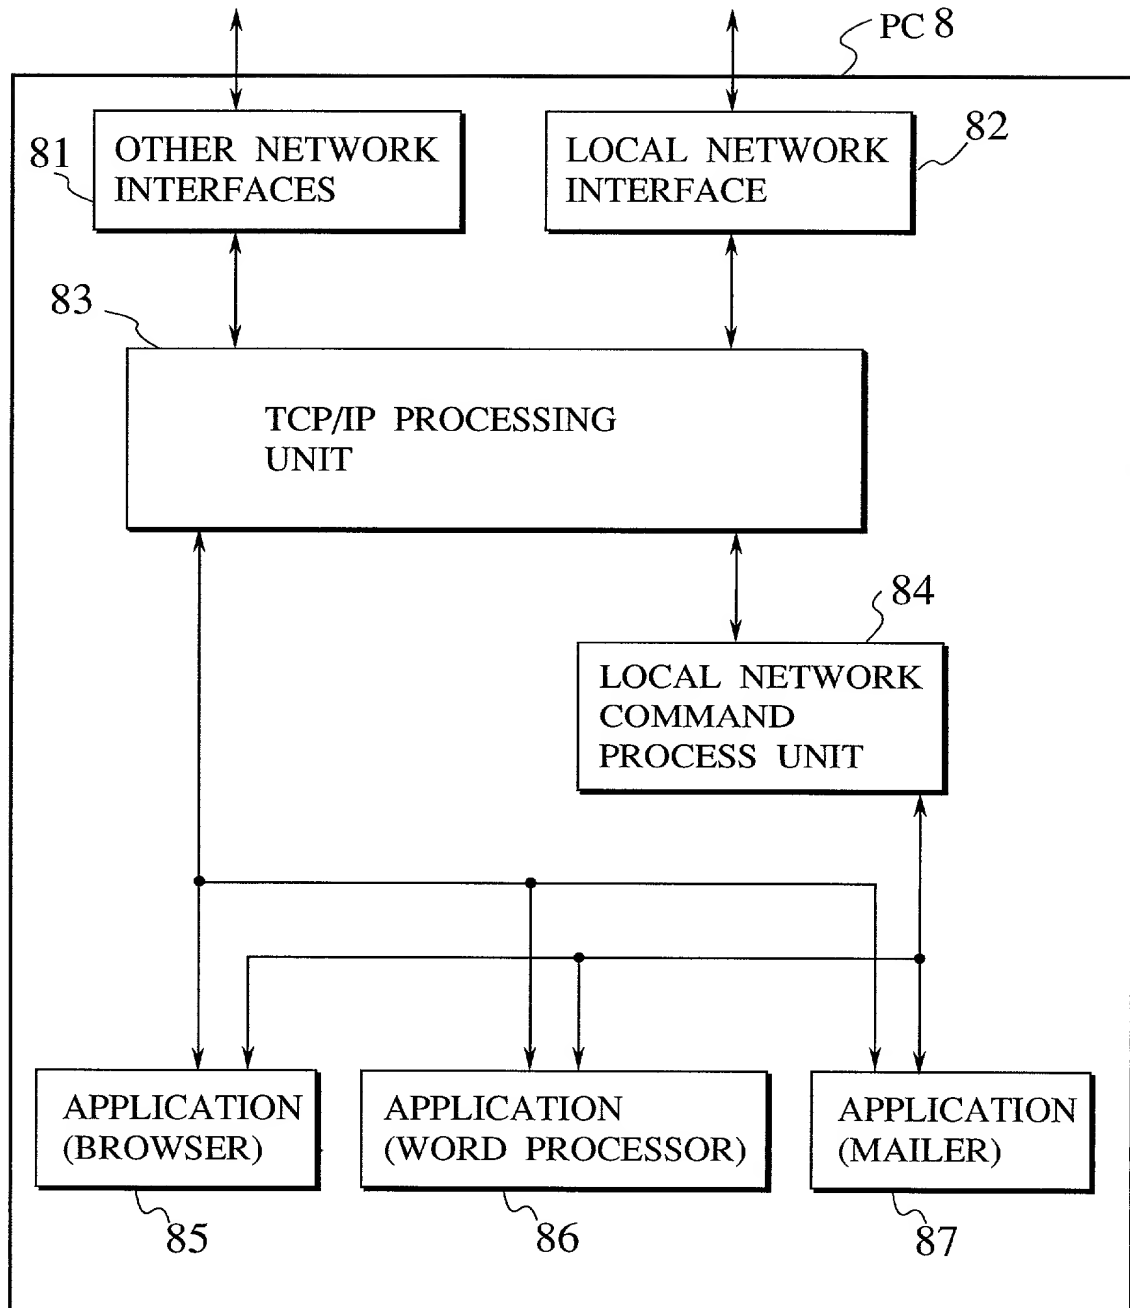 PC 8
81
OTHER NETWORK
INTERFACES
LOCAL NETWORK
INTERFACE
82
83
TCP/IP PROCESSING
UNIT
84
LOCAL NETWORK
COMMAND
PROCESS UNIT
APPLICATION
(BROWSER)
APPLICATION
(WORD PROCESSOR)
APPLICATION
(MAILER)
85
86
87